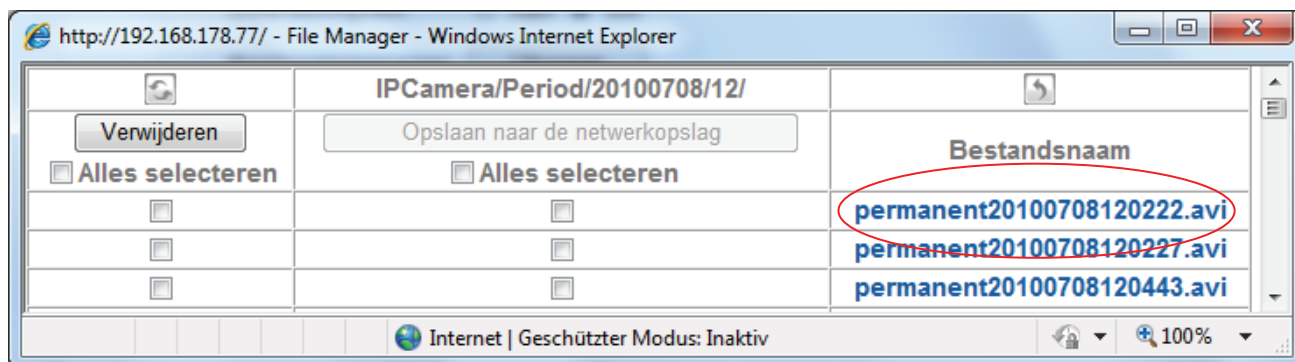 http://192.168.178.77/ - File Manager - Windows Internet Explorer
IPCamera/Period/20100708/12/
Verwijderen
Opslaan naar de netwerkopslag
Bestandsnaam
Alles selecteren
Alles selecteren
permanent20100708120222.avi
permanent20100708120227.avi
permanent20100708120443.avi
Internet | Geschützter Modus: Inaktiv
100%